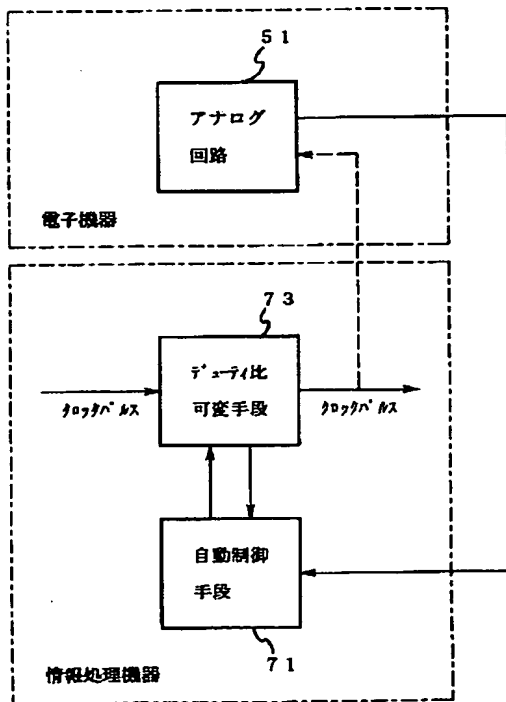 51
アナログ
回路
電子機器
73
デューティ比
可変手段
クロックパルス
クロックパルス
自動制御
手段
71
情報処理機器